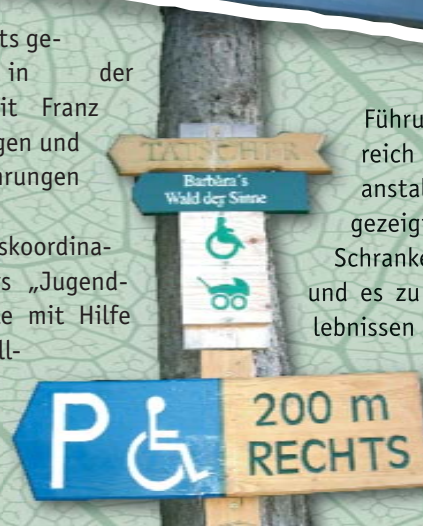 ts ge-
in der
it Franz
gen und
hrungen
skoordina-
s „Jugend-
e mit Hilfe
ll-
TATSCHER
Barbara's
Wald der Sinne
P
200 m
RECHTS
Führu
reich
anstal
gezeig
Schranke
und es zu
lebnissen